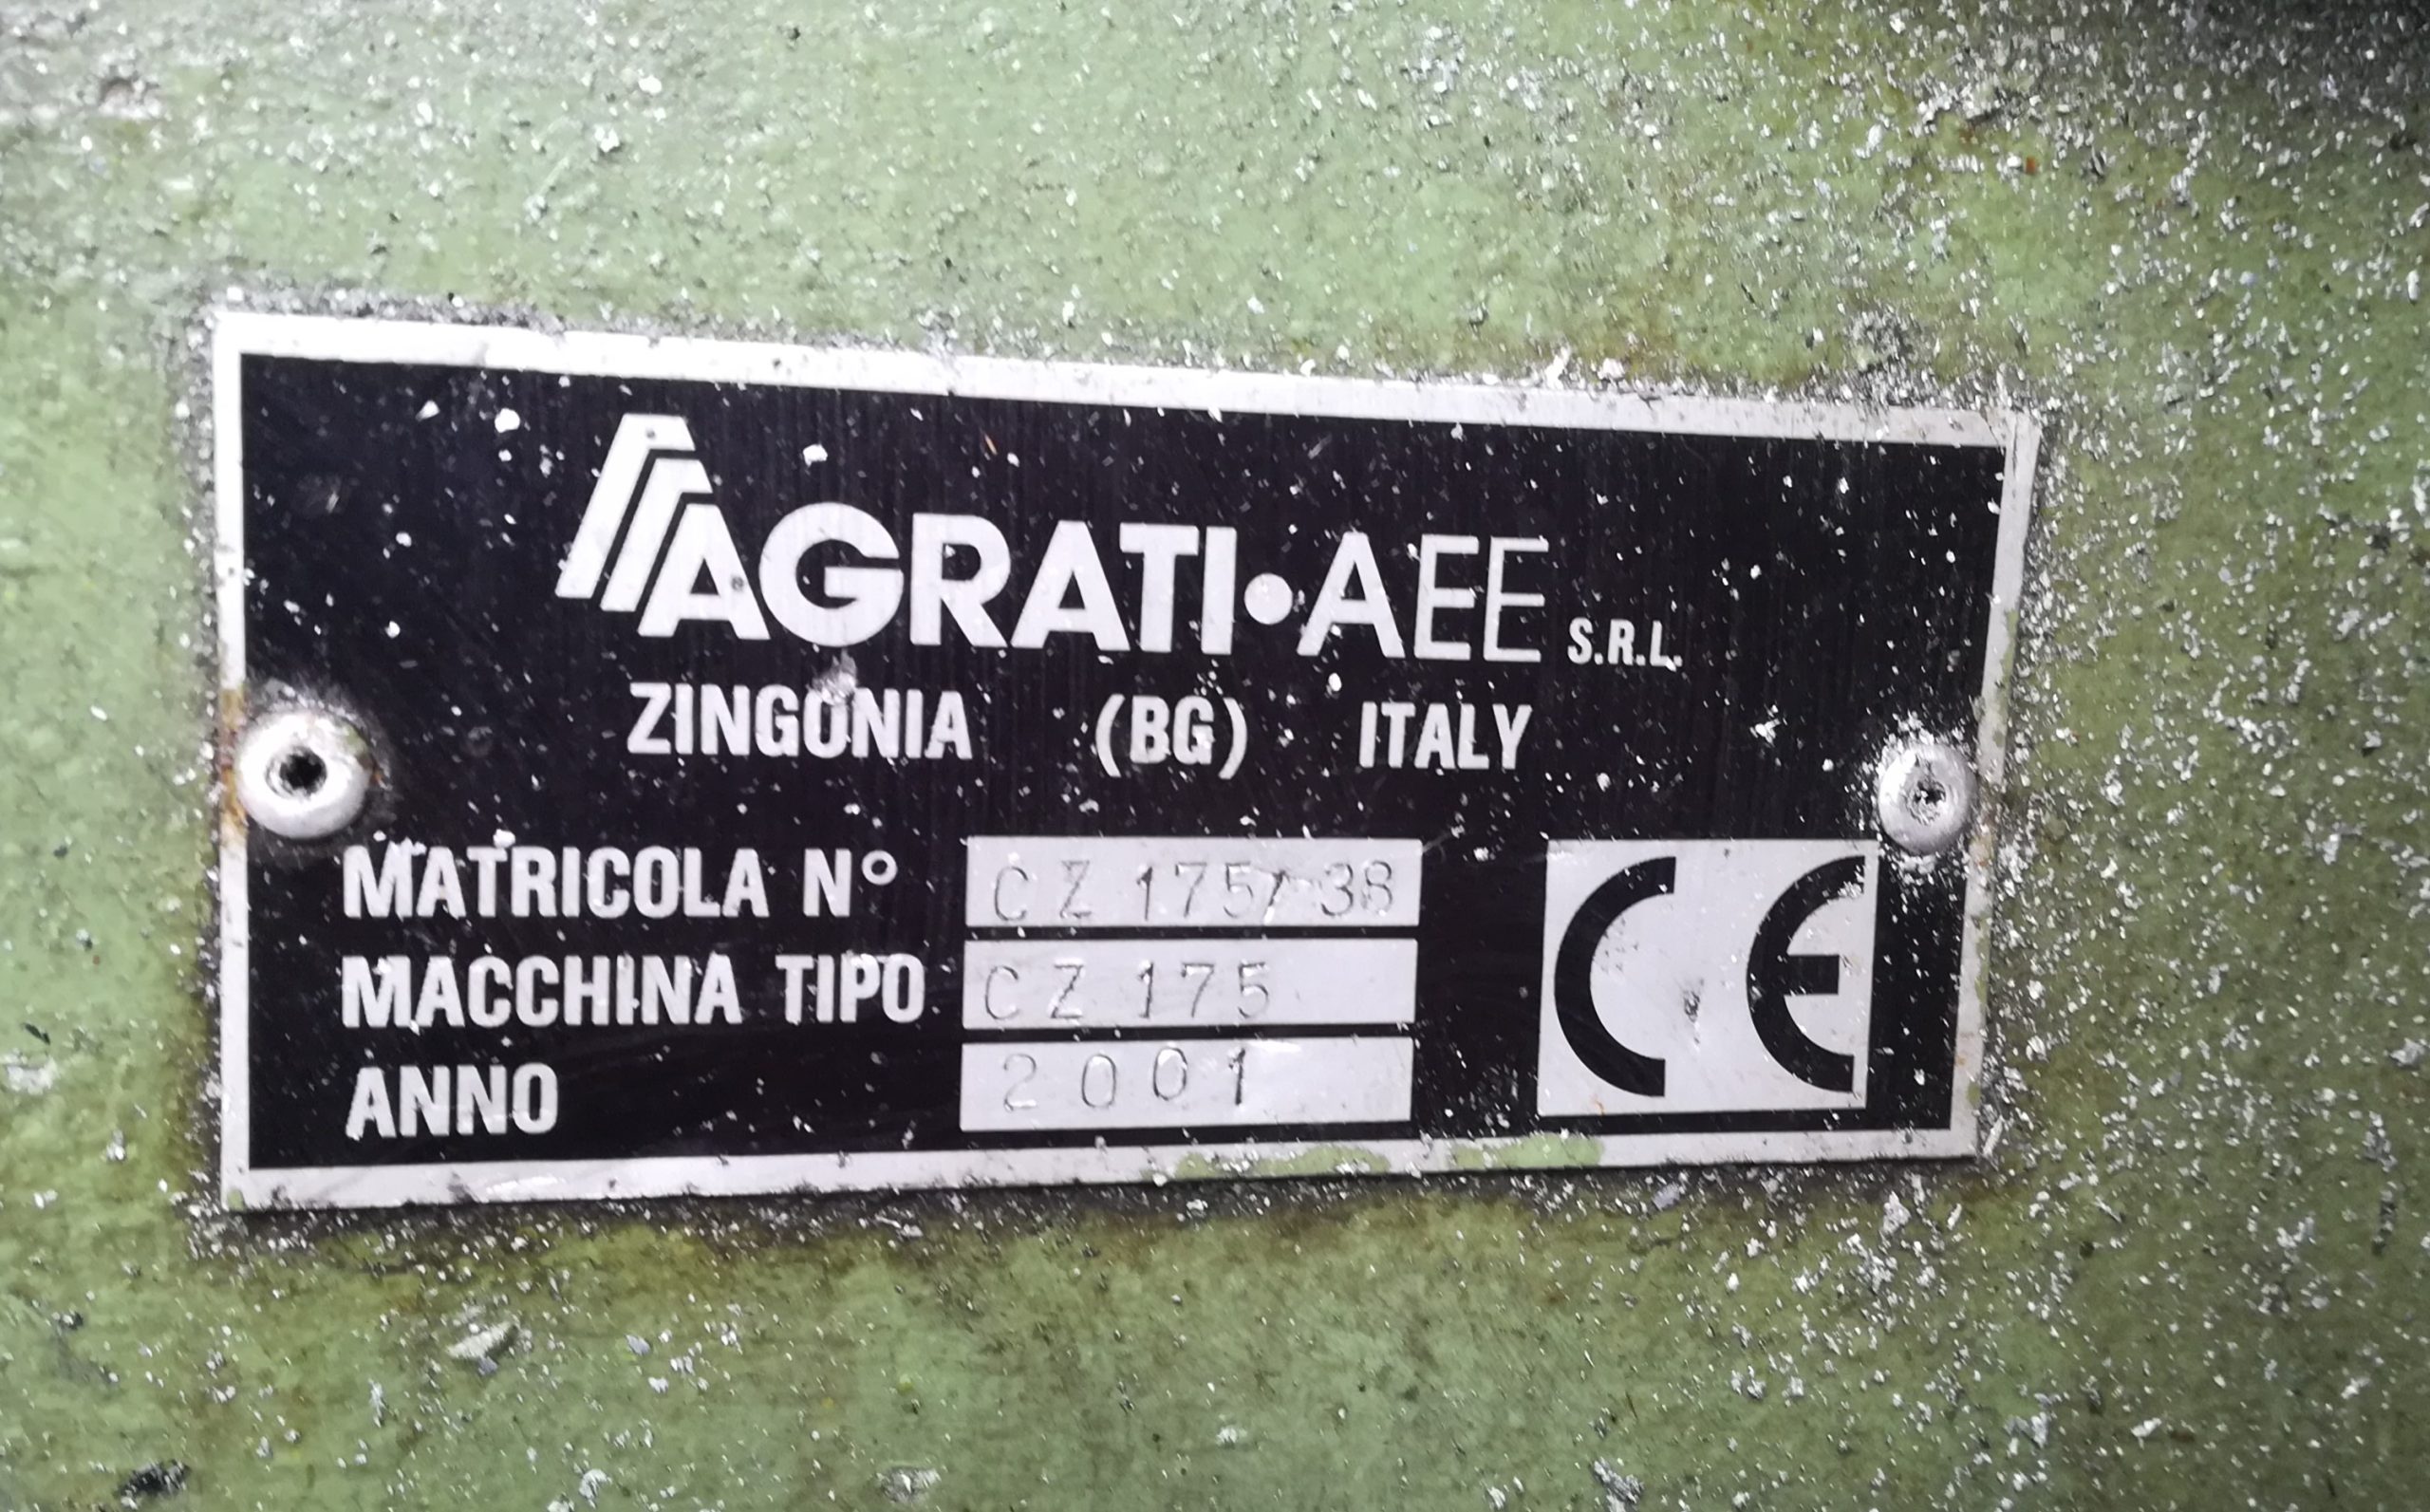 AGRATI•AEE S.R.L.
ZINGONIA (BG) ITALY
MATRICOLA N° CZ 175/38
MACCHINA TIPO CZ 175
ANNO 2001
CE